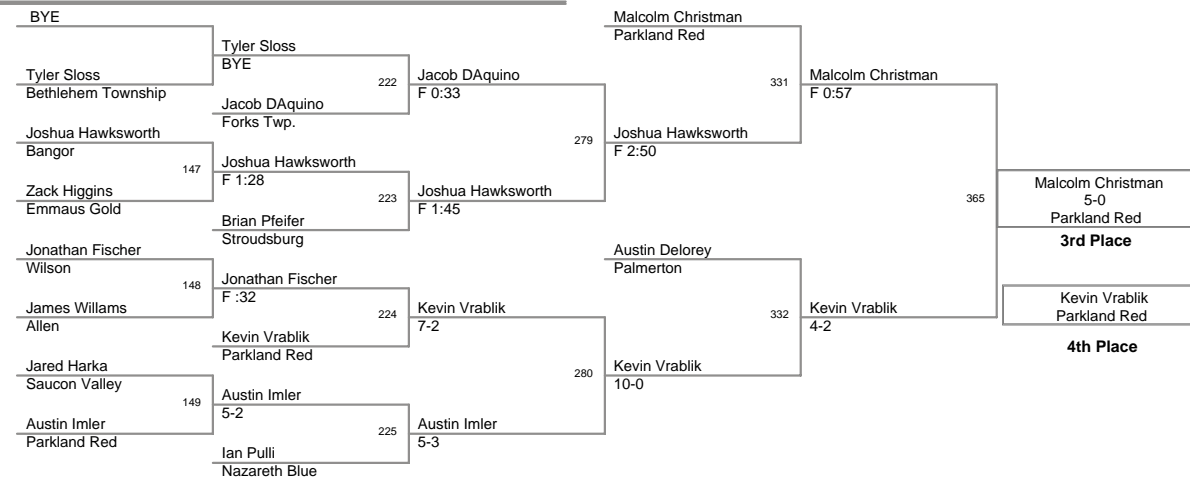 BYE
Tyler Sloss
Bethlehem Township
Joshua Hawksworth
Bangor
147
Zack Higgins
Emmaus Gold
Jonathan Fischer
Wilson
148
James Willams
Allen
Jared Harka
Saucon Valley
149
Austin Imler
Parkland Red
Tyler Sloss
BYE
222
Jacob DAquino
Forks Twp.
Joshua Hawksworth
F 1:28
223
Brian Pfeifer
Stroudsburg
Jonathan Fischer
F :32
224
Kevin Vrablik
Parkland Red
Austin Imler
5-2
225
Ian Pulli
Nazareth Blue
Jacob DAquino
F 0:33
279
Joshua Hawksworth
F 1:45
Kevin Vrablik
7-2
280
Austin Imler
5-3
Malcolm Christman
Parkland Red
331
Joshua Hawksworth
F 2:50
Austin Delorey
Palmerton
332
Kevin Vrablik
10-0
Malcolm Christman
F 0:57
365
Kevin Vrablik
4-2
Malcolm Christman
5-0
Parkland Red
3rd Place
Kevin Vrablik
Parkland Red
4th Place